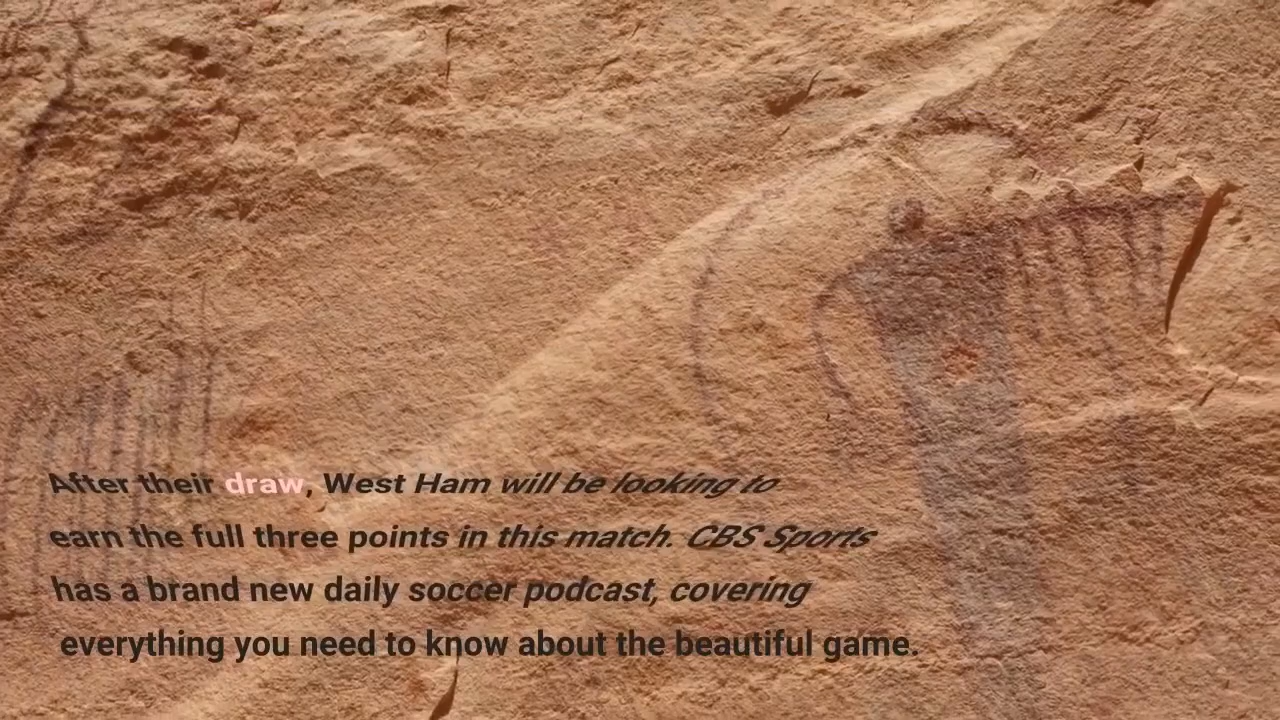 After their draw, West Ham will be looking to
earn the full three points in this match. CBS Sports
has a brand new daily soccer podcast, covering
everything you need to know about the beautiful game.